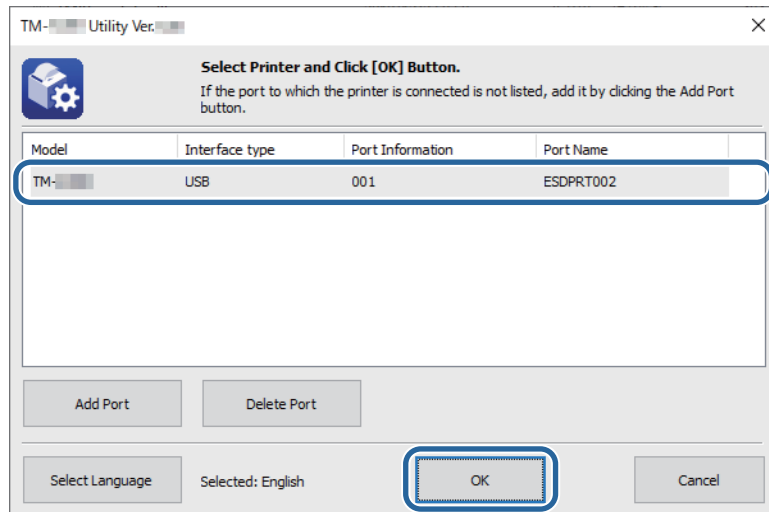 TM- Utility Ver.
Select Printer and Click [OK] Button.
If the port to which the printer is connected is not listed, add it by clicking the Add Port
button.
Model Interface type Port Information Port Name
TM- USB 001 ESDPRT002
Add Port Delete Port
Select Language Selected: English OK Cancel